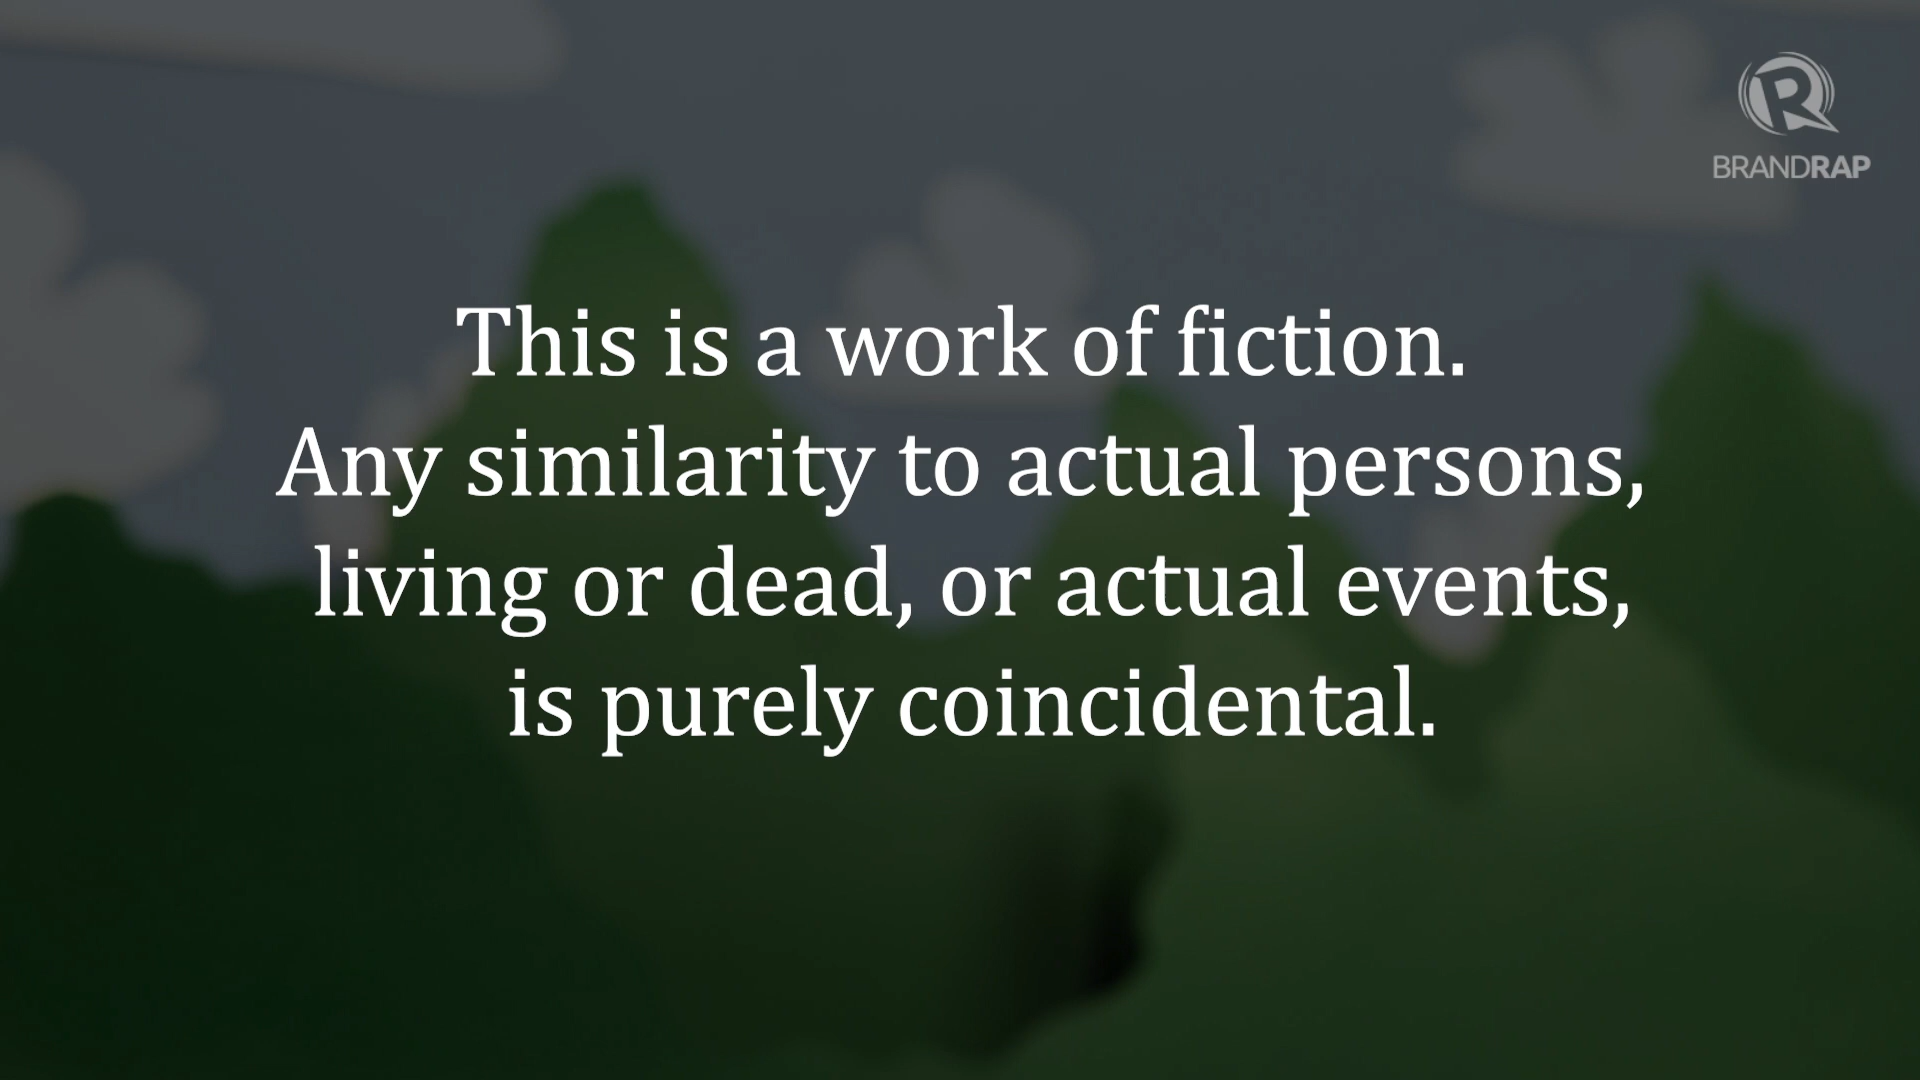 BRANDRAP
This is a work of fiction.
Any similarity to actual persons,
living or dead, or actual events,
is purely coincidental.